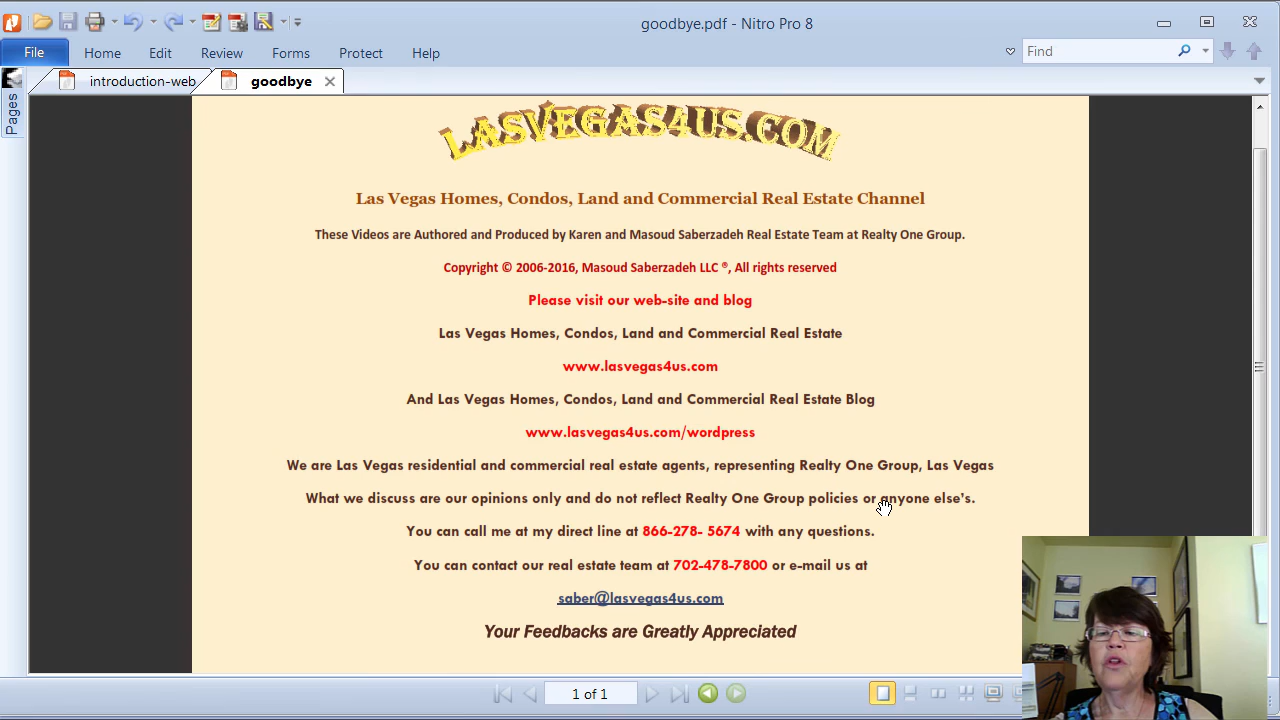 goodbye.pdf - Nitro Pro 8
File Home Edit Review Forms Protect Help
Find
introduction-web goodbye
Pages
LASVEGAS4US.COM
Las Vegas Homes, Condos, Land and Commercial Real Estate Channel
These Videos are Authored and Produced by Karen and Masoud Saberzadeh Real Estate Team at Realty One Group.
Copyright © 2006-2016, Masoud Saberzadeh LLC ®, All rights reserved
Please visit our web-site and blog
Las Vegas Homes, Condos, Land and Commercial Real Estate
www.lasvegas4us.com
And Las Vegas Homes, Condos, Land and Commercial Real Estate Blog
www.lasvegas4us.com/wordpress
We are Las Vegas residential and commercial real estate agents, representing Realty One Group, Las Vegas
What we discuss are our opinions only and do not reflect Realty One Group policies or anyone else's.
You can call me at my direct line at 866-278- 5674 with any questions.
You can contact our real estate team at 702-478-7800 or e-mail us at
saber@lasvegas4us.com
Your Feedbacks are Greatly Appreciated
1 of 1